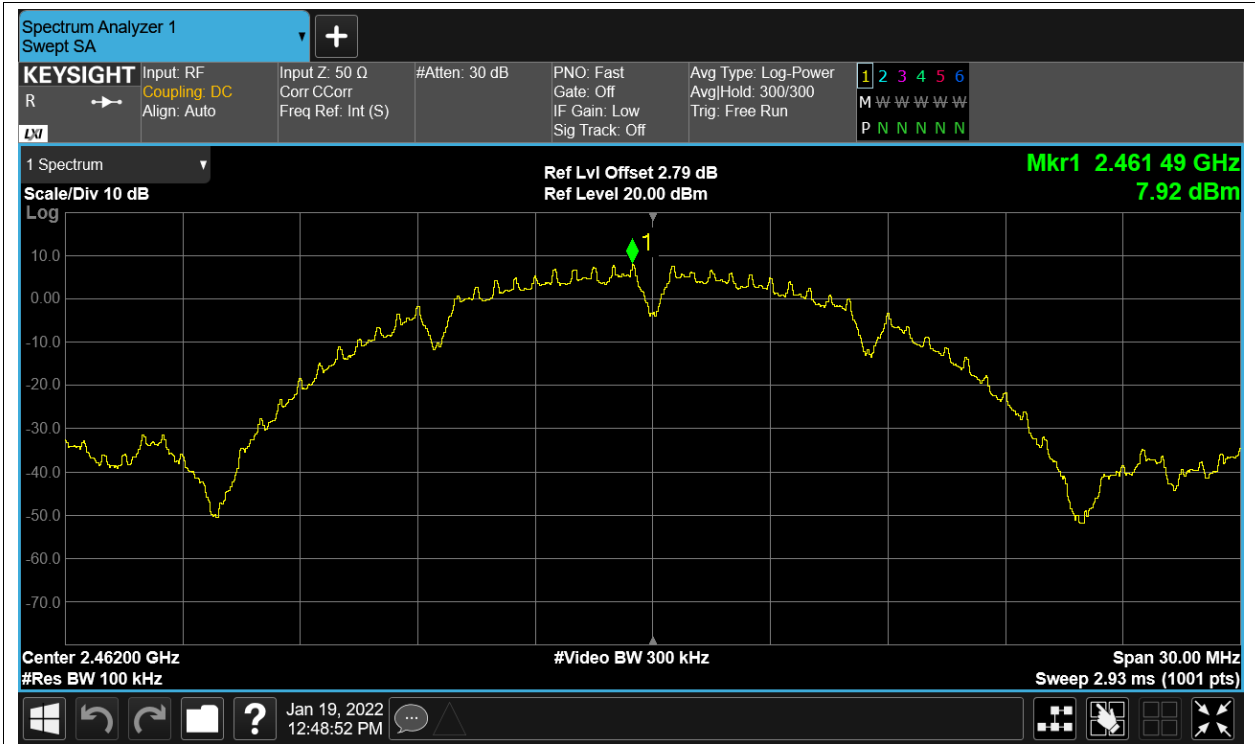 Spectrum Analyzer 1
Swept SA
KEYSIGHT
R
LXI
Input: RF
Coupling: DC
Align: Auto
Input Z: 50 Ω
Corr CCorr
Freq Ref: Int (S)
#Atten: 30 dB
PNO: Fast
Gate: Off
IF Gain: Low
Sig Track: Off
Avg Type: Log-Power
Avg|Hold: 300/300
Trig: Free Run
1 2 3 4 5 6
M W W W W W
P N N N N N
1 Spectrum
Scale/Div 10 dB
Log
Ref Lvl Offset 2.79 dB
Ref Level 20.00 dBm
Mkr1 2.461 49 GHz
7.92 dBm
1
10.0
0.00
-10.0
-20.0
-30.0
-40.0
-50.0
-60.0
-70.0
Center 2.46200 GHz
#Res BW 100 kHz
#Video BW 300 kHz
Span 30.00 MHz
Sweep 2.93 ms (1001 pts)
?
Jan 19, 2022
12:48:52 PM